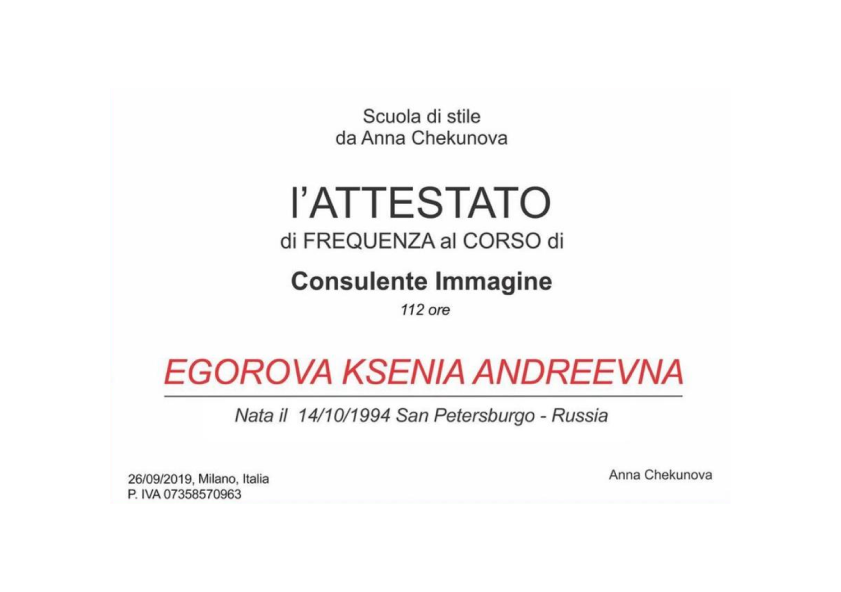 Scuola di stile
da Anna Chekunova
l'ATTESTATO
di FREQUENZA al CORSO di
Consulente Immagine
112 ore
EGOROVA KSENIA ANDREEVNA
Nata il 14/10/1994 San Petersburgo - Russia
26/09/2019, Milano, Italia
P. IVA 07358570963
Anna Chekunova